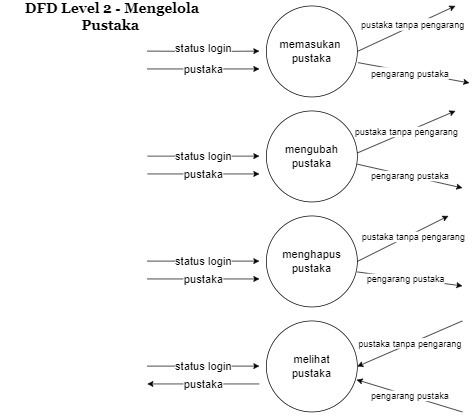 DFD Level 2 - Mengelola
Pustaka
status login
pustaka
memasukan
pustaka
pustaka tanpa pengarang
pengarang pustaka
status login
pustaka
mengubah
pustaka
pustaka tanpa pengarang
pengarang pustaka
status login
pustaka
menghapus
pustaka
pustaka tanpa pengarang
pengarang pustaka
status login
pustaka
melihat
pustaka
pustaka tanpa pengarang
pengarang pustaka